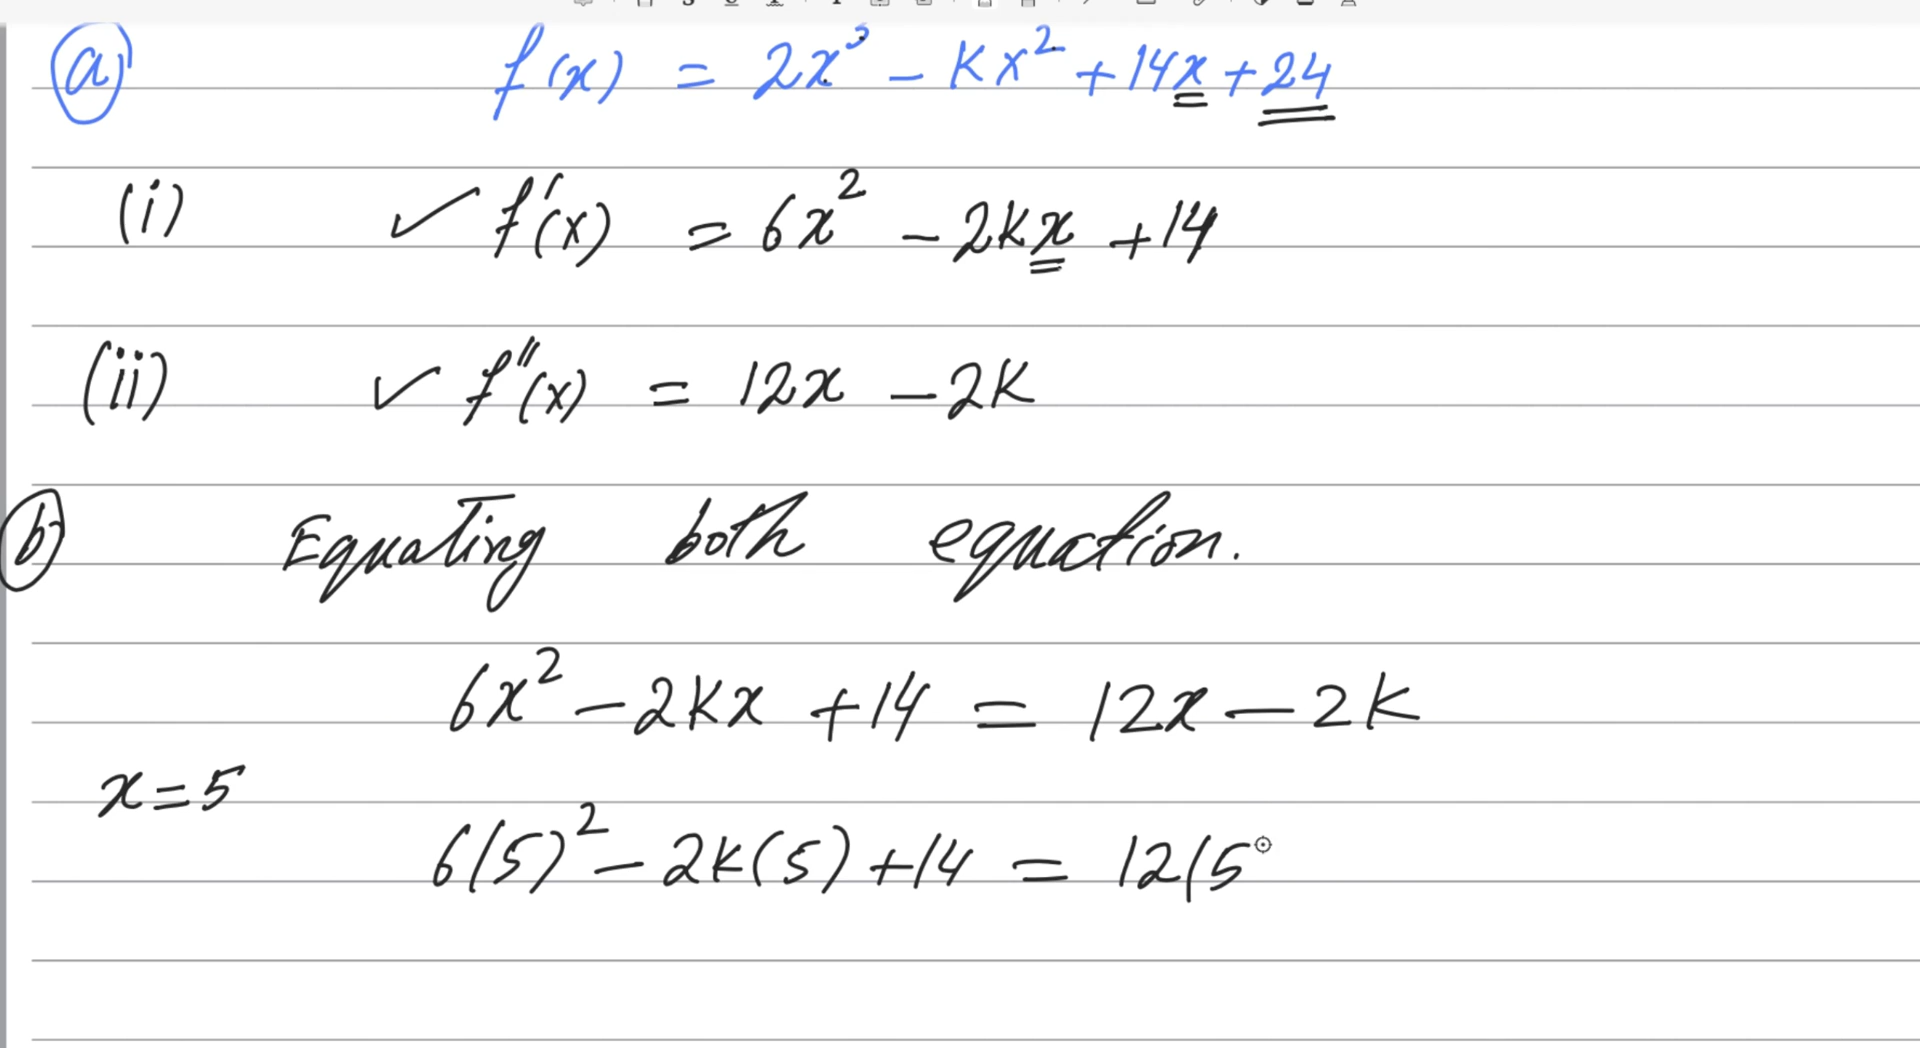 (a) f(x) = 2x³ - kx² + 14x + 24
(i) ✓ f'(x) = 6x² - 2kx + 14
(ii) ✓ f''(x) = 12x - 2k
(b) Equating both equation.
6x² - 2kx + 14 = 12x - 2k
x = 5
6(5)² - 2k(5) + 14 = 12(5